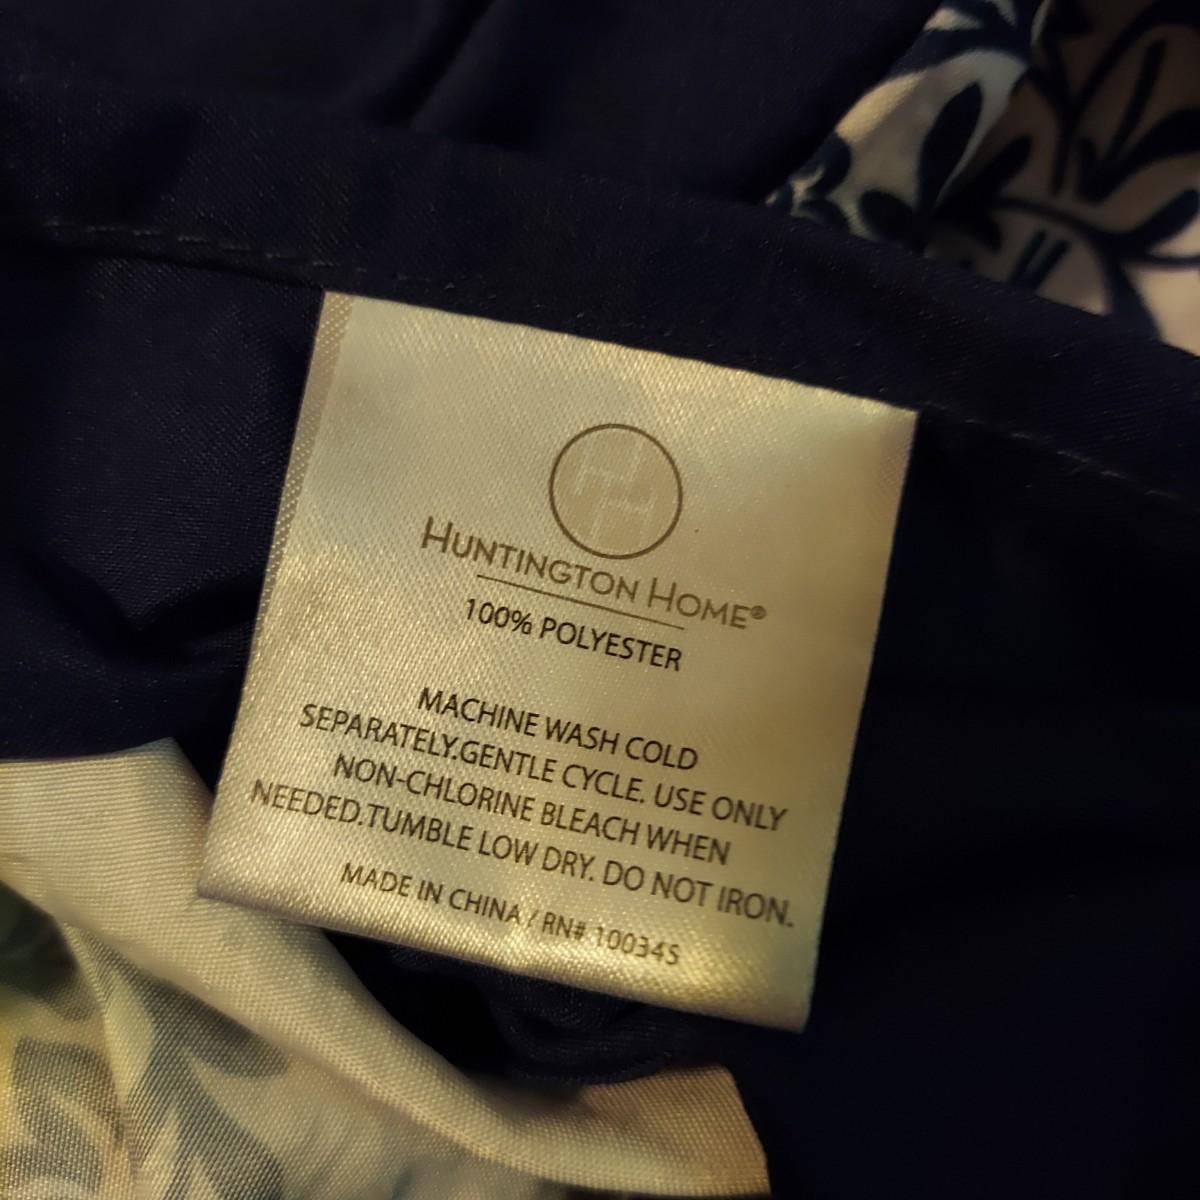 HUNTINGTON HOME®
100% POLYESTER
MACHINE WASH COLD
SEPARATELY.GENTLE CYCLE. USE ONLY
NON-CHLORINE BLEACH WHEN
NEEDED.TUMBLE LOW DRY. DO NOT IRON.
MADE IN CHINA / RN# 100345